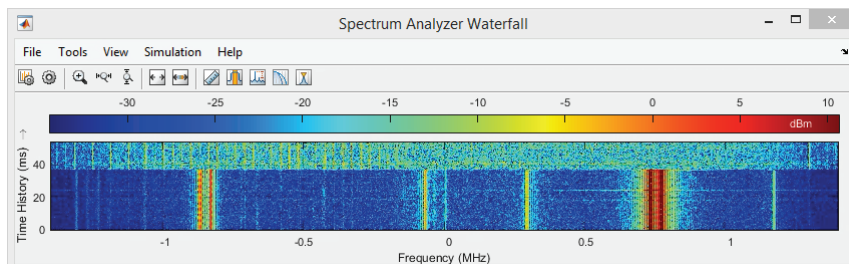 Spectrum Analyzer Waterfall
File Tools View Simulation Help
-30 -25 -20 -15 -10 -5 0 5 10
dBm
Time History (ms)
40
20
0
-1 -0.5 0 0.5 1
Frequency (MHz)